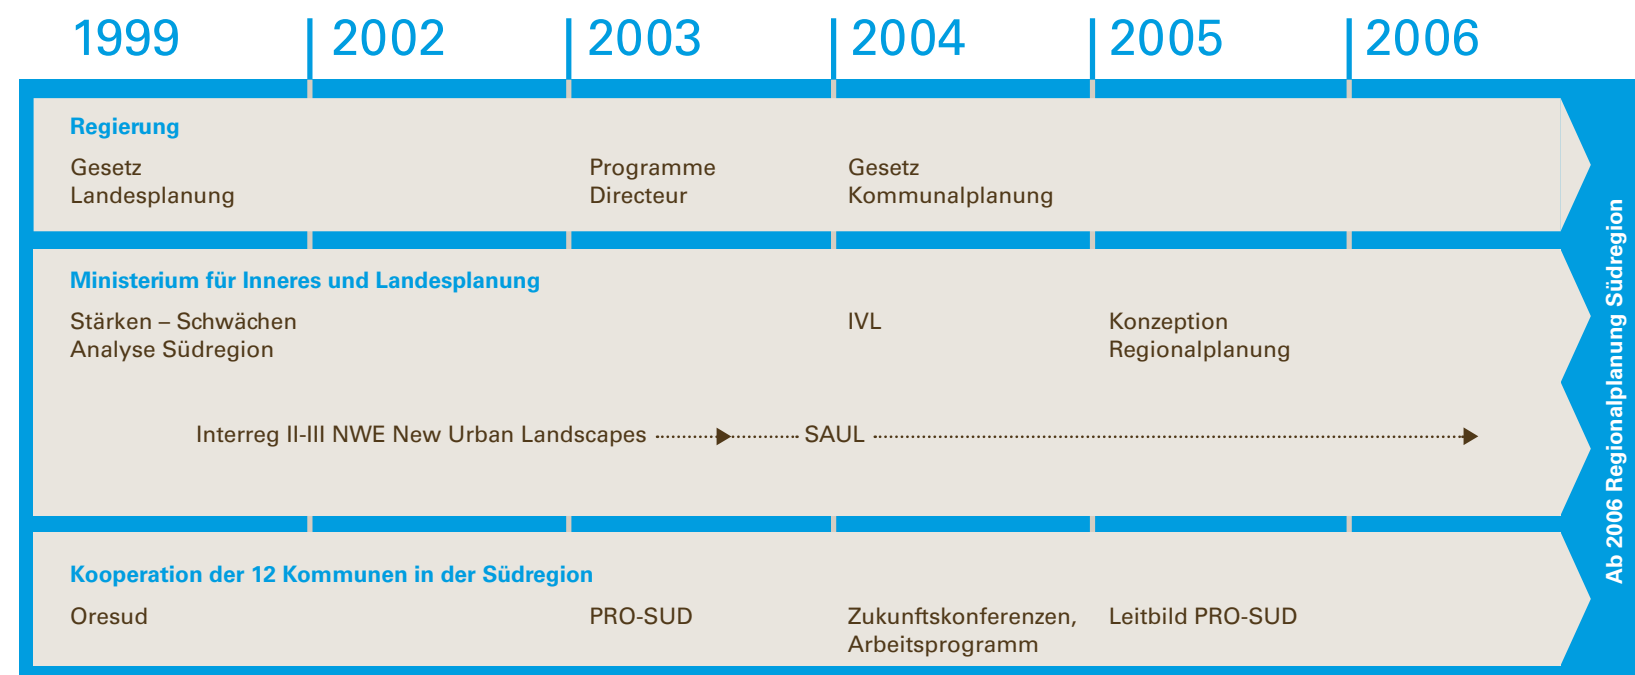 1999 2002 2003 2004 2005 2006
Regierung
Gesetz
Landesplanung
Programme
Directeur
Gesetz
Kommunalplanung
Ministerium für Inneres und Landesplanung
Stärken – Schwächen
Analyse Südregion
IVL
Konzeption
Regionalplanung
Interreg II-III NWE New Urban Landscapes
SAUL
Kooperation der 12 Kommunen in der Südregion
Oresud
PRO-SUD
Zukunftskonferenzen,
Arbeitsprogramm
Leitbild PRO-SUD
Ab 2006 Regionalplanung Südregion